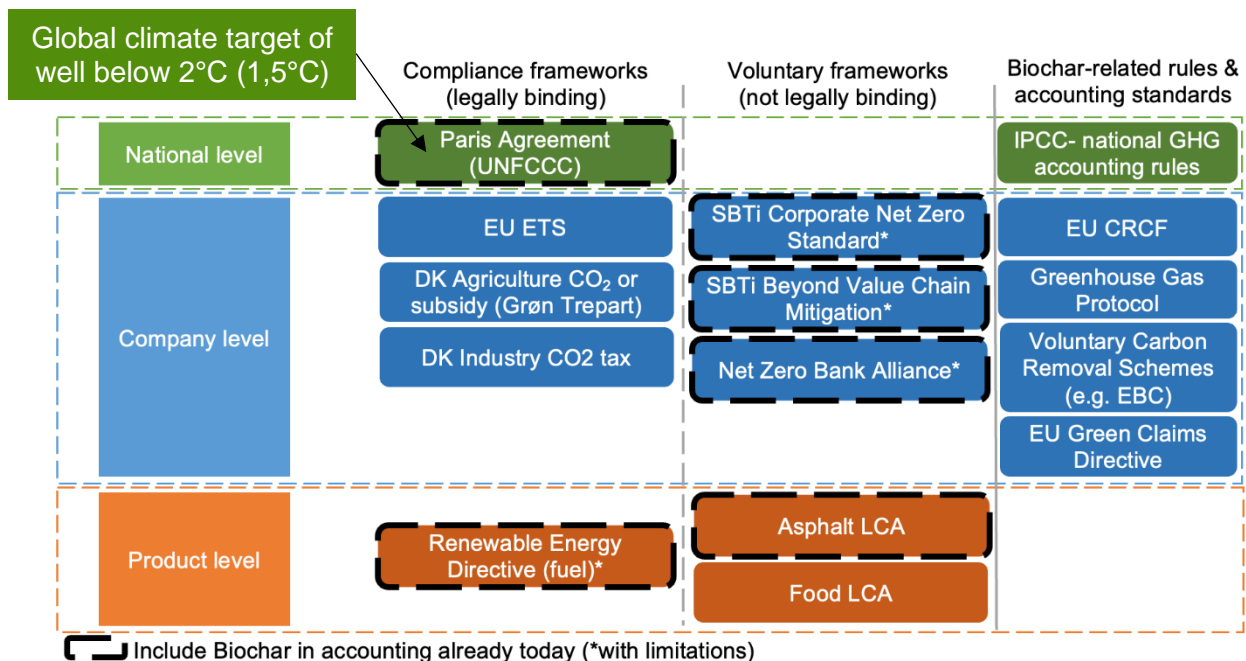 Global climate target of
well below 2°C (1,5°C)
Compliance frameworks
(legally binding)
Voluntary frameworks
(not legally binding)
Biochar-related rules &
accounting standards
National level
Paris Agreement
(UNFCCC)
IPCC- national GHG
accounting rules
Company level
EU ETS
DK Agriculture CO₂ or
subsidy (Grøn Trepart)
DK Industry CO2 tax
SBTi Corporate Net Zero
Standard*
SBTi Beyond Value Chain
Mitigation*
Net Zero Bank Alliance*
EU CRCF
Greenhouse Gas
Protocol
Voluntary Carbon
Removal Schemes
(e.g. EBC)
EU Green Claims
Directive
Product level
Renewable Energy
Directive (fuel)*
Asphalt LCA
Food LCA
Include Biochar in accounting already today (*with limitations)